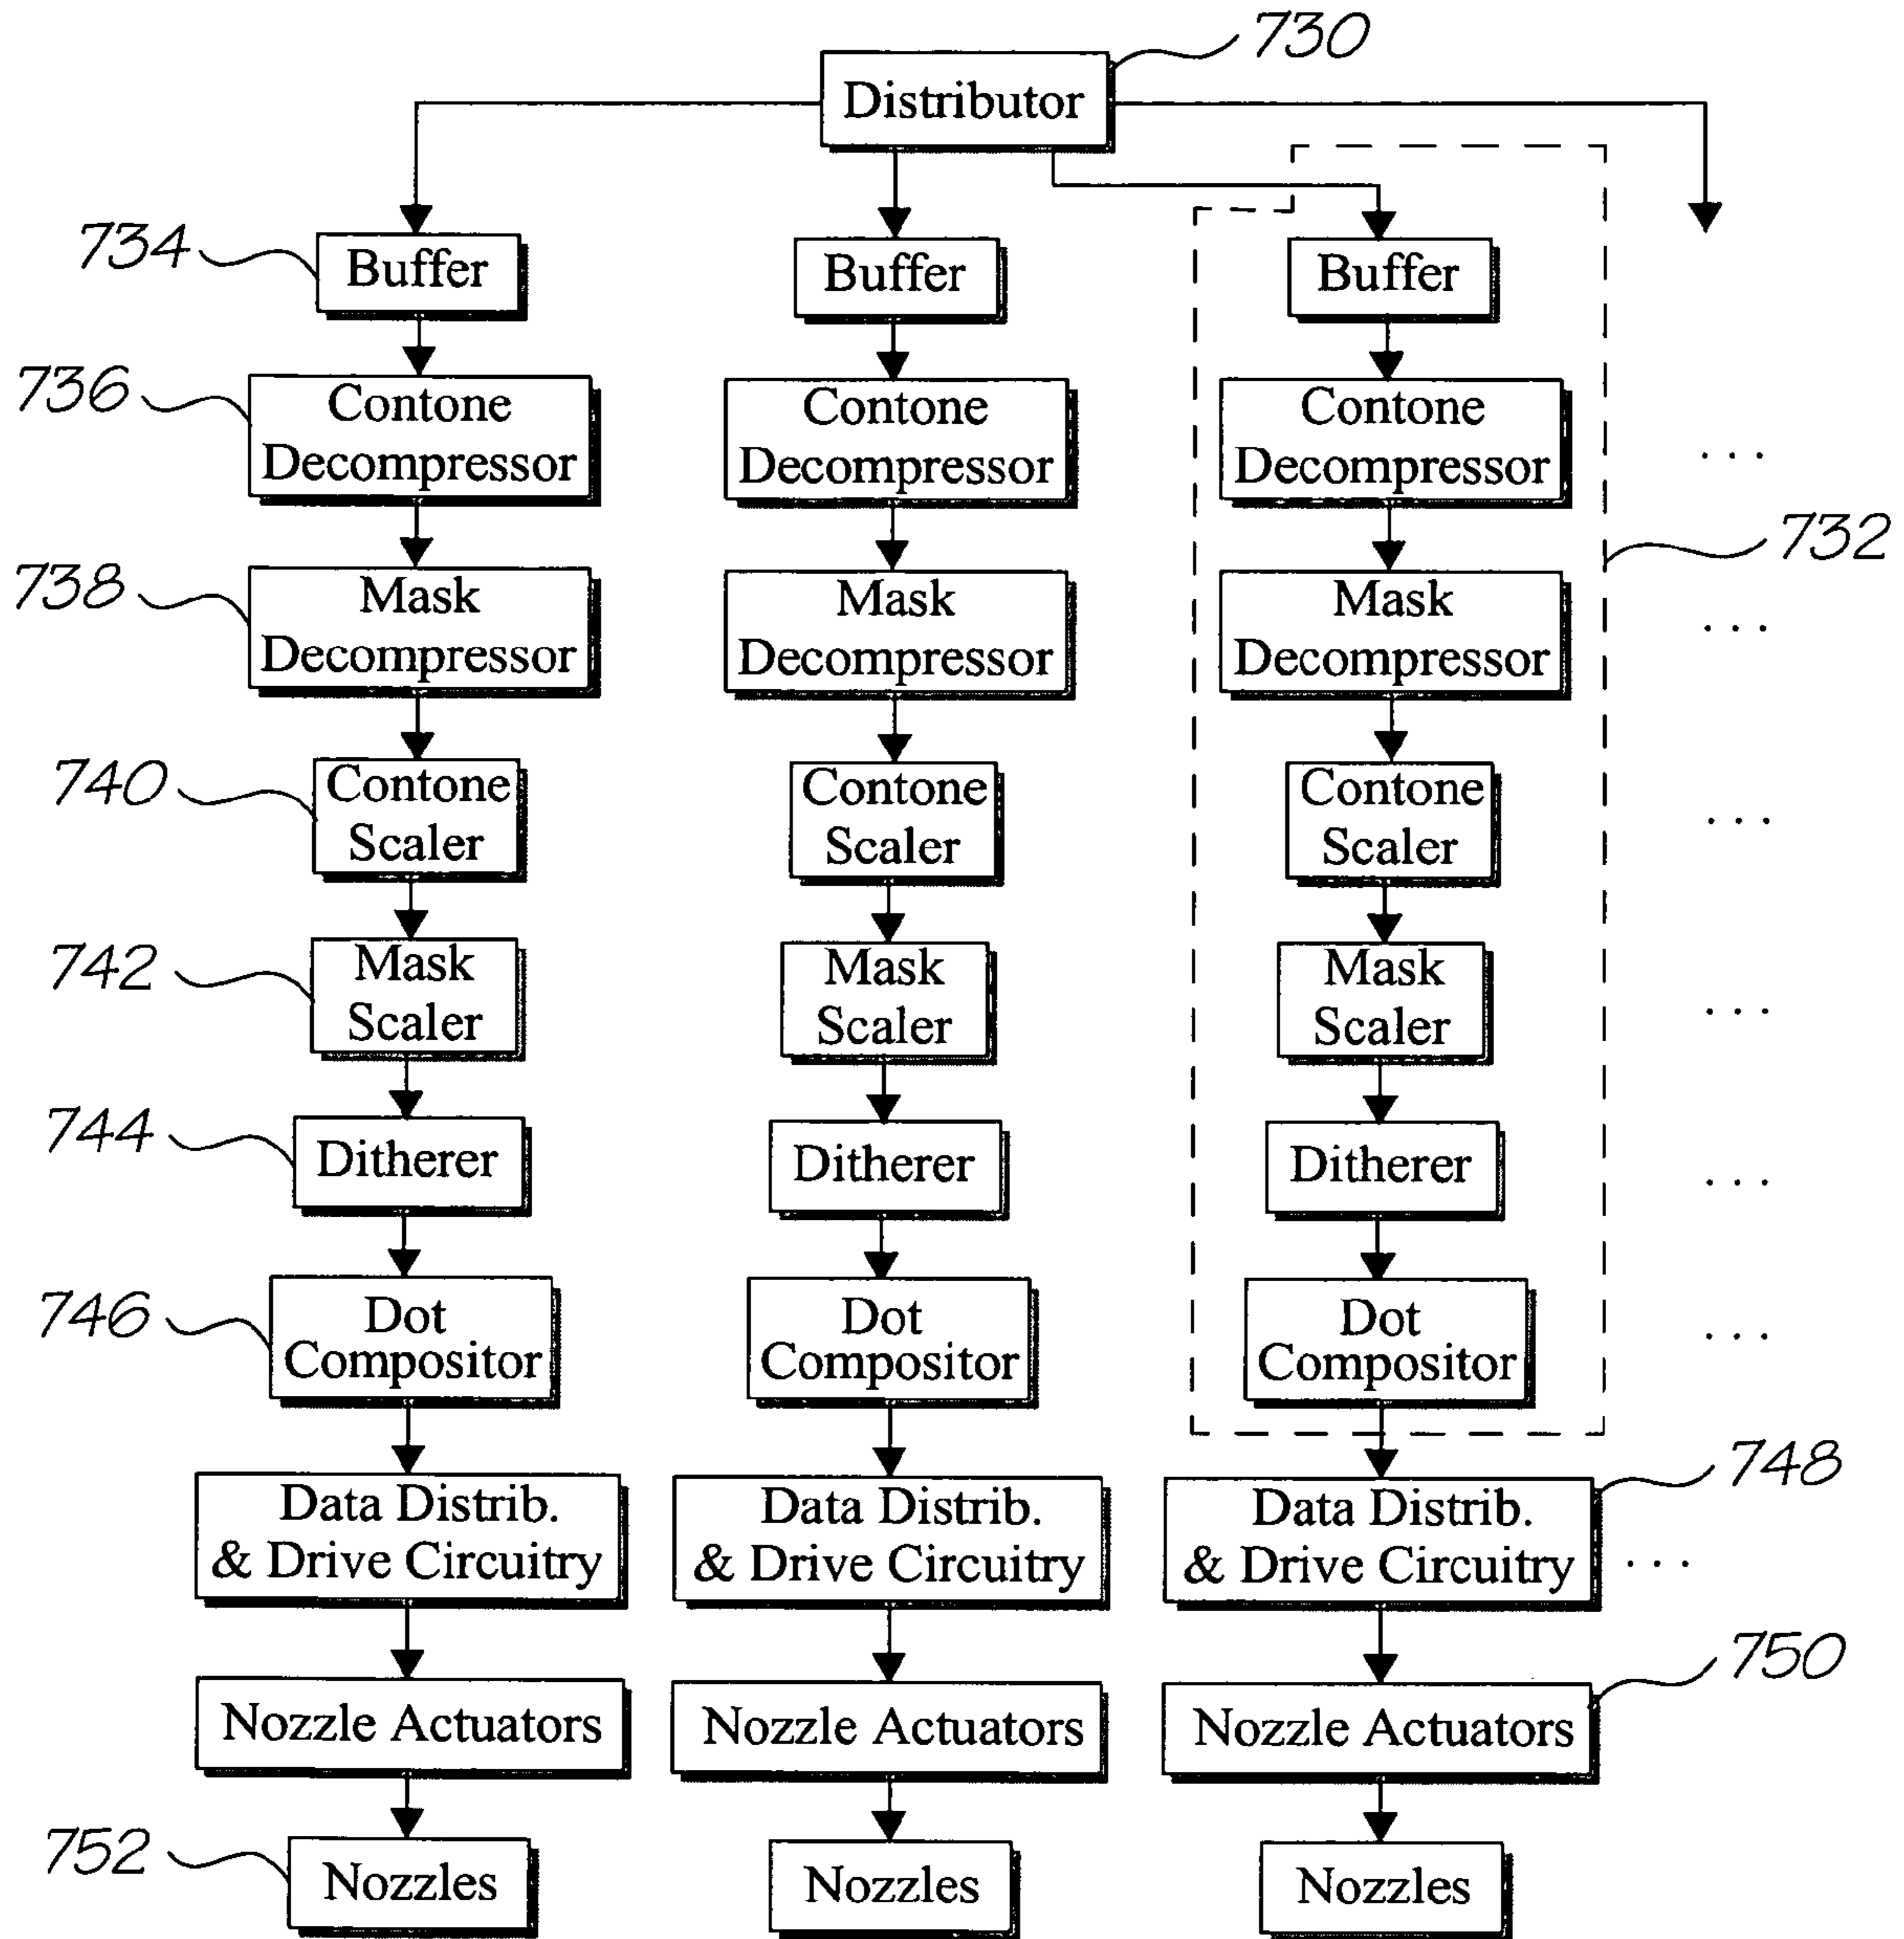 730
Distributor
734
Buffer
Buffer
Buffer
736
Contone
Decompressor
Contone
Decompressor
Contone
Decompressor
...
732
738
Mask
Decompressor
Mask
Decompressor
Mask
Decompressor
...
740
Contone
Scaler
Contone
Scaler
Contone
Scaler
...
742
Mask
Scaler
Mask
Scaler
Mask
Scaler
...
744
Ditherer
Ditherer
Ditherer
...
746
Dot
Compositor
Dot
Compositor
Dot
Compositor
...
748
Data Distrib.
& Drive Circuitry
Data Distrib.
& Drive Circuitry
Data Distrib.
& Drive Circuitry
...
750
Nozzle Actuators
Nozzle Actuators
Nozzle Actuators
752
Nozzles
Nozzles
Nozzles